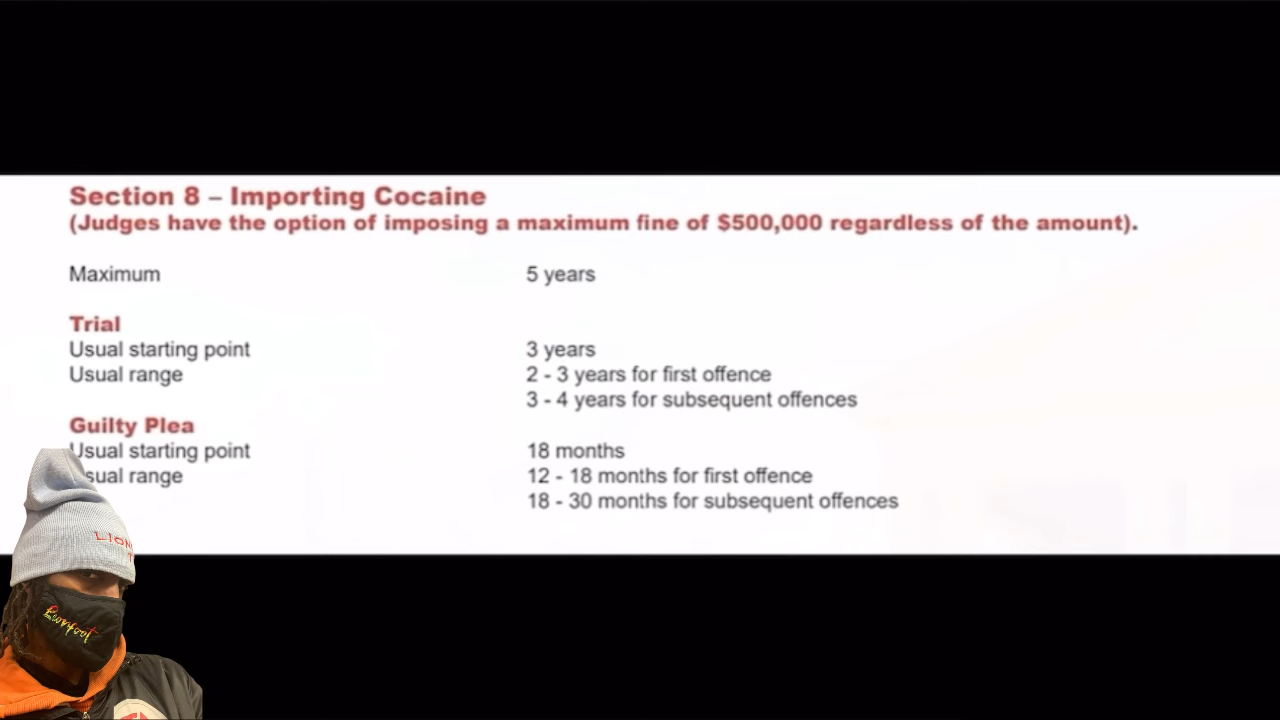 Section 8 – Importing Cocaine
(Judges have the option of imposing a maximum fine of $500,000 regardless of the amount).
Maximum 5 years
Trial
Usual starting point 3 years
Usual range 2 - 3 years for first offence
3 - 4 years for subsequent offences
Guilty Plea
Usual starting point 18 months
sual range 12 - 18 months for first offence
18 - 30 months for subsequent offences
LION
T